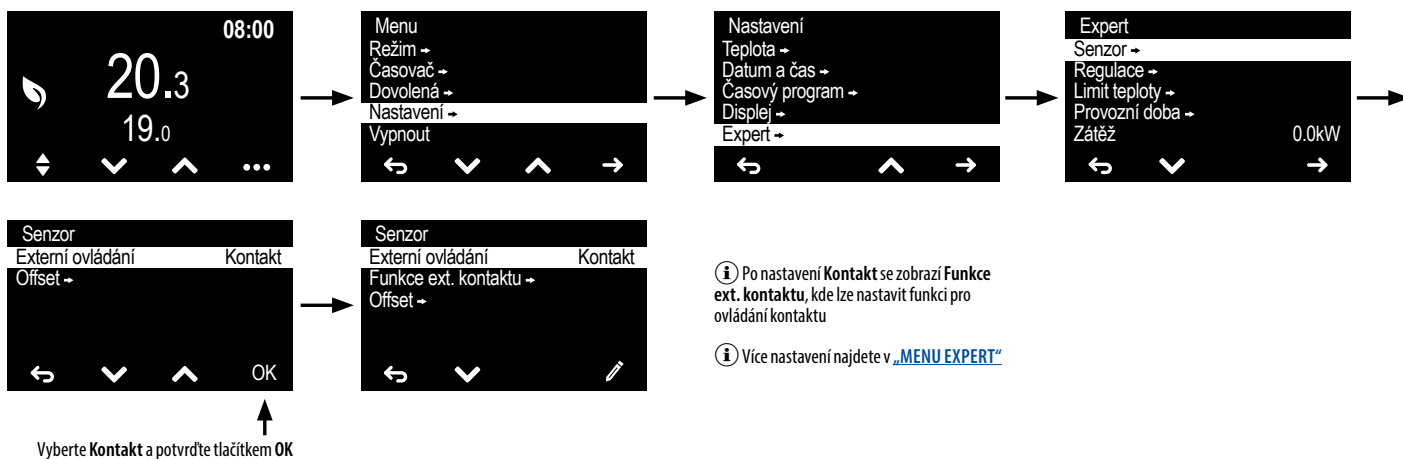 08:00
20.3
19.0
Menu
Režim →
Časovač →
Dovolená →
Nastavení →
Vypnout
Nastavení
Teplota →
Datum a čas →
Časový program →
Displej →
Expert →
Expert
Senzor →
Regulace →
Limit teploty →
Provozní doba →
Zátěž 0.0kW
Senzor
Externí ovládání Kontakt
Offset →
OK
Vyberte Kontakt a potvrďte tlačítkem OK
Senzor
Externí ovládání Kontakt
Funkce ext. kontaktu →
Offset →
i Po nastavení Kontakt se zobrazí Funkce
ext. kontaktu, kde lze nastavit funkci pro
ovládání kontaktu
i Více nastavení najdete v „MENU EXPERT“